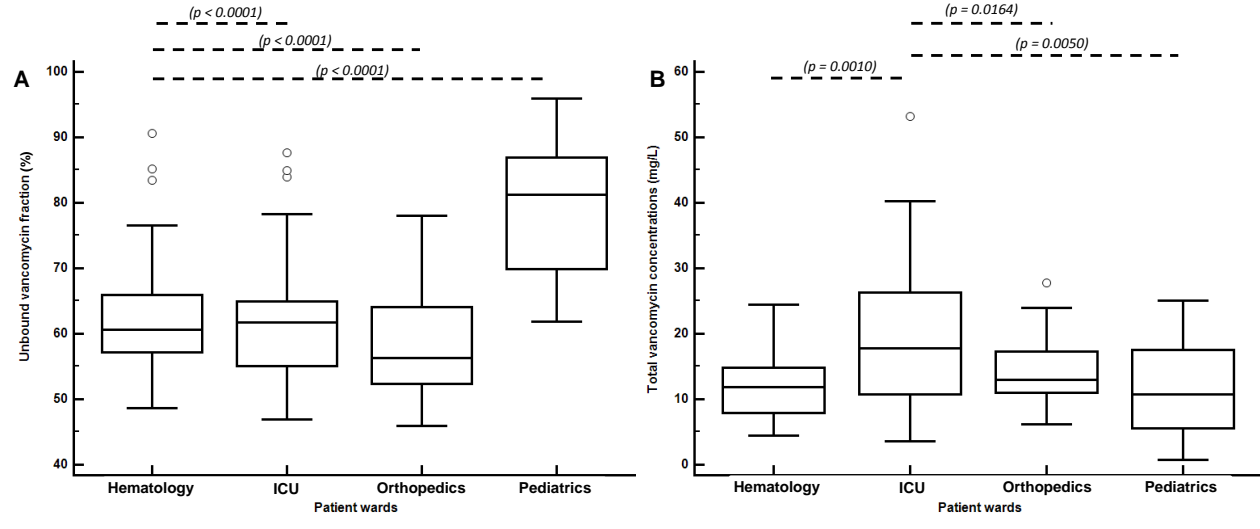 (p < 0.0001)
(p < 0.0001)
(p < 0.0001)
A
100
90
80
70
60
50
40
Unbound vancomycin fraction (%)
Hematology ICU Orthopedics Pediatrics
Patient wards
(p = 0.0164)
(p = 0.0050)
(p = 0.0010)
B
60
50
40
30
20
10
0
Total vancomycin concentrations (mg/L)
Hematology ICU Orthopedics Pediatrics
Patient wards